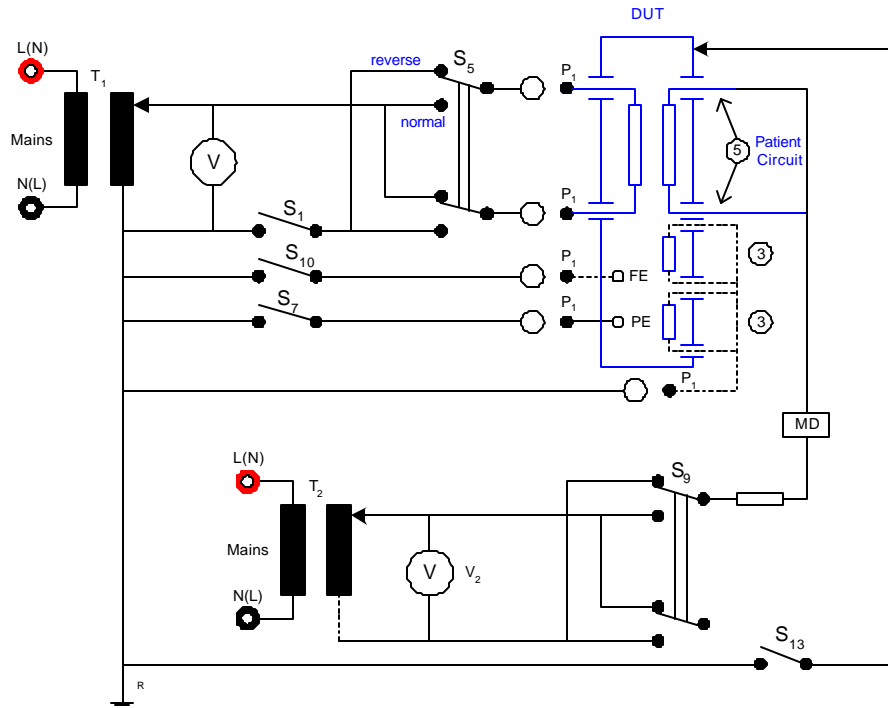 DUT
L(N)
T1
reverse
S5
P1
Mains
V
normal
5
Patient
Circuit
N(L)
S1
P1
S10
P1
FE
3
S7
P1
PE
3
P1
MD
L(N)
T2
S9
Mains
V
V2
N(L)
S13
R